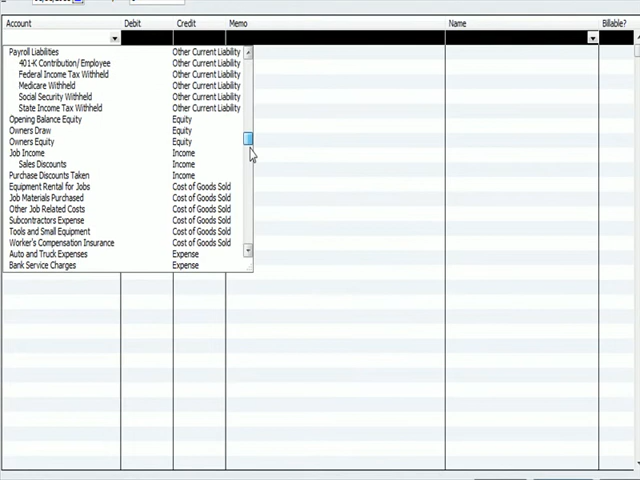 Account Debit Credit Memo Name Billable?
Payroll Liabilities Other Current Liability
401-K Contribution/ Employee Other Current Liability
Federal Income Tax Withheld Other Current Liability
Medicare Withheld Other Current Liability
Social Security Withheld Other Current Liability
State Income Tax Withheld Other Current Liability
Opening Balance Equity Equity
Owners Draw Equity
Owners Equity Equity
Job Income Income
Sales Discounts Income
Purchase Discounts Taken Income
Equipment Rental for Jobs Cost of Goods Sold
Job Materials Purchased Cost of Goods Sold
Other Job Related Costs Cost of Goods Sold
Subcontractors Expense Cost of Goods Sold
Tools and Small Equipment Cost of Goods Sold
Worker's Compensation Insurance Cost of Goods Sold
Auto and Truck Expenses Expense
Bank Service Charges Expense